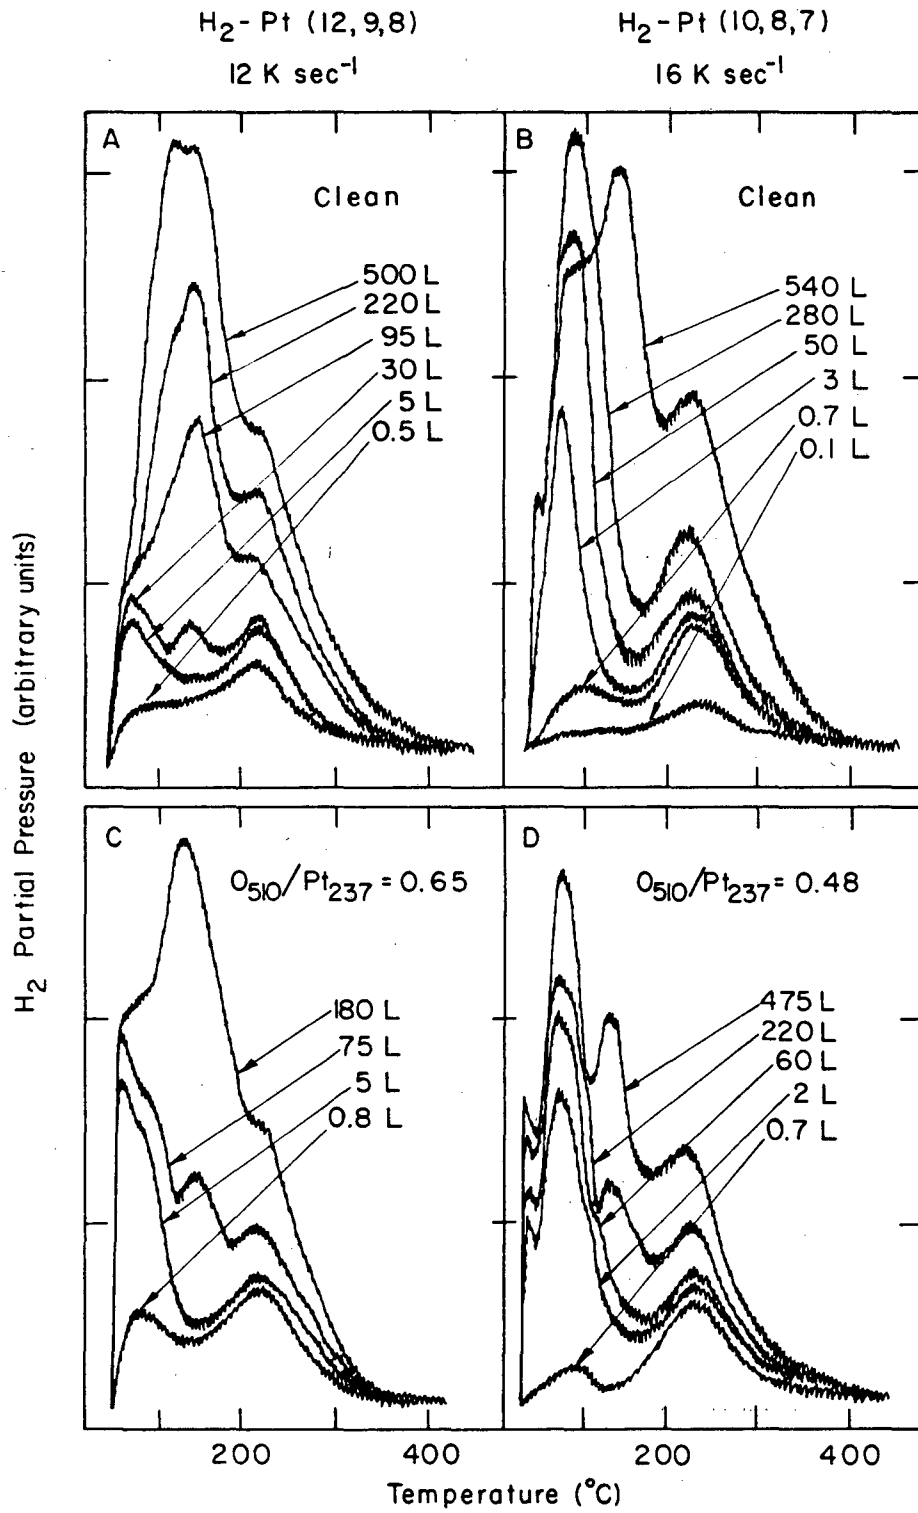 H₂-Pt (12,9,8)
12 K sec⁻¹
H₂-Pt (10,8,7)
16 K sec⁻¹
A
Clean
500 L
220 L
95 L
30 L
5 L
0.5 L
B
Clean
540 L
280 L
50 L
3 L
0.7 L
0.1 L
C
O₅₁₀/Pt₂₃₇ = 0.65
180 L
75 L
5 L
0.8 L
D
O₅₁₀/Pt₂₃₇ = 0.48
475 L
220 L
60 L
2 L
0.7 L
H₂ Partial Pressure (arbitrary units)
200 400 200 400
Temperature (°C)